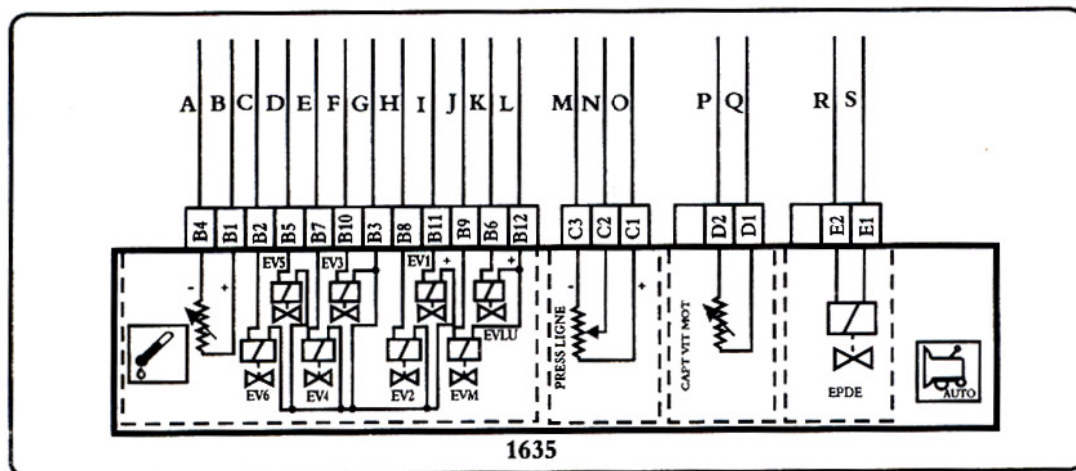 A B C D E F G H I J K L M N O P Q R S
B4 B1 B2 B5 B7 B10 B3 B8 B11 B9 B6 B12 C3 C2 C1 D2 D1 E2 E1
EV5 EV3 EV1 + +
- + - +
EVLU
PRESS LIGNE
CAPT VIT MOT
EV6 EV4 EV2 EVM EPDE AUTO
1635